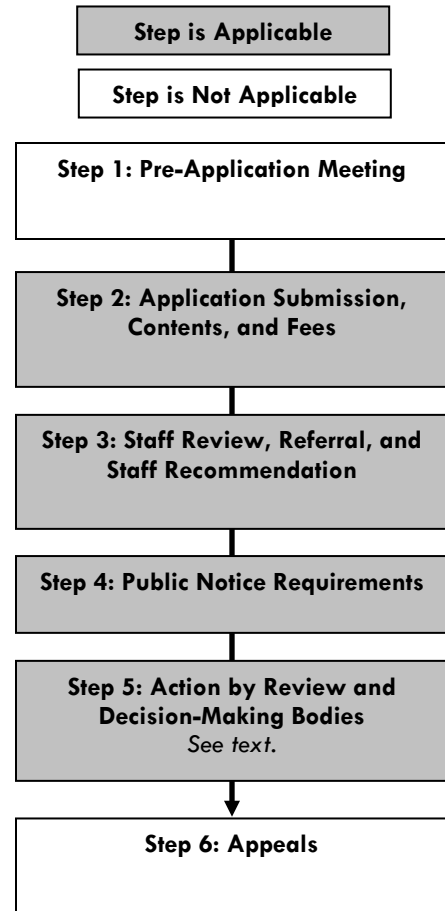 Step is Applicable
Step is Not Applicable
Step 1: Pre-Application Meeting
Step 2: Application Submission,
Contents, and Fees
Step 3: Staff Review, Referral, and
Staff Recommendation
Step 4: Public Notice Requirements
Step 5: Action by Review and
Decision-Making Bodies
See text.
Step 6: Appeals